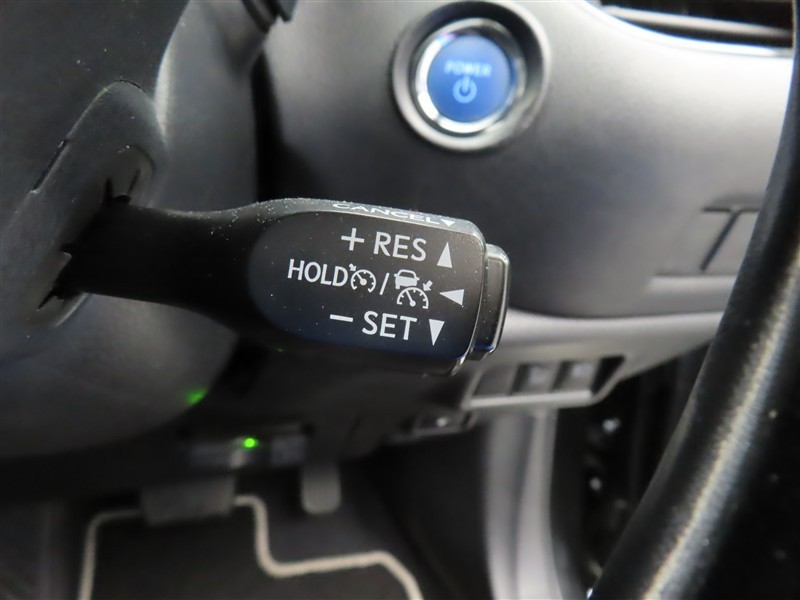 POWER
CANCEL▼
+ RES ▲
HOLD / ◀
− SET ▼